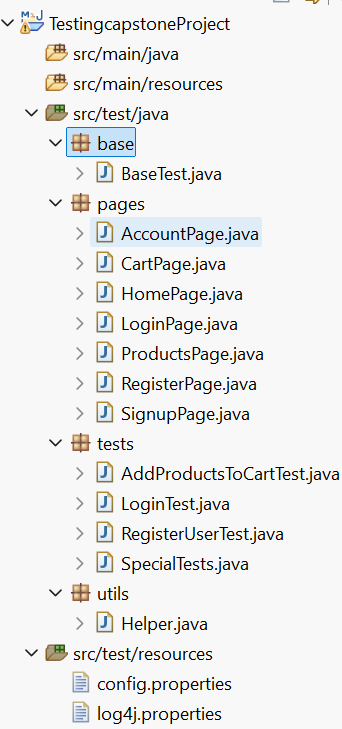 TestingcapstoneProject
src/main/java
src/main/resources
src/test/java
base
BaseTest.java
pages
AccountPage.java
CartPage.java
HomePage.java
LoginPage.java
ProductsPage.java
RegisterPage.java
SignupPage.java
tests
AddProductsToCartTest.java
LoginTest.java
RegisterUserTest.java
SpecialTests.java
utils
Helper.java
src/test/resources
config.properties
log4j.properties